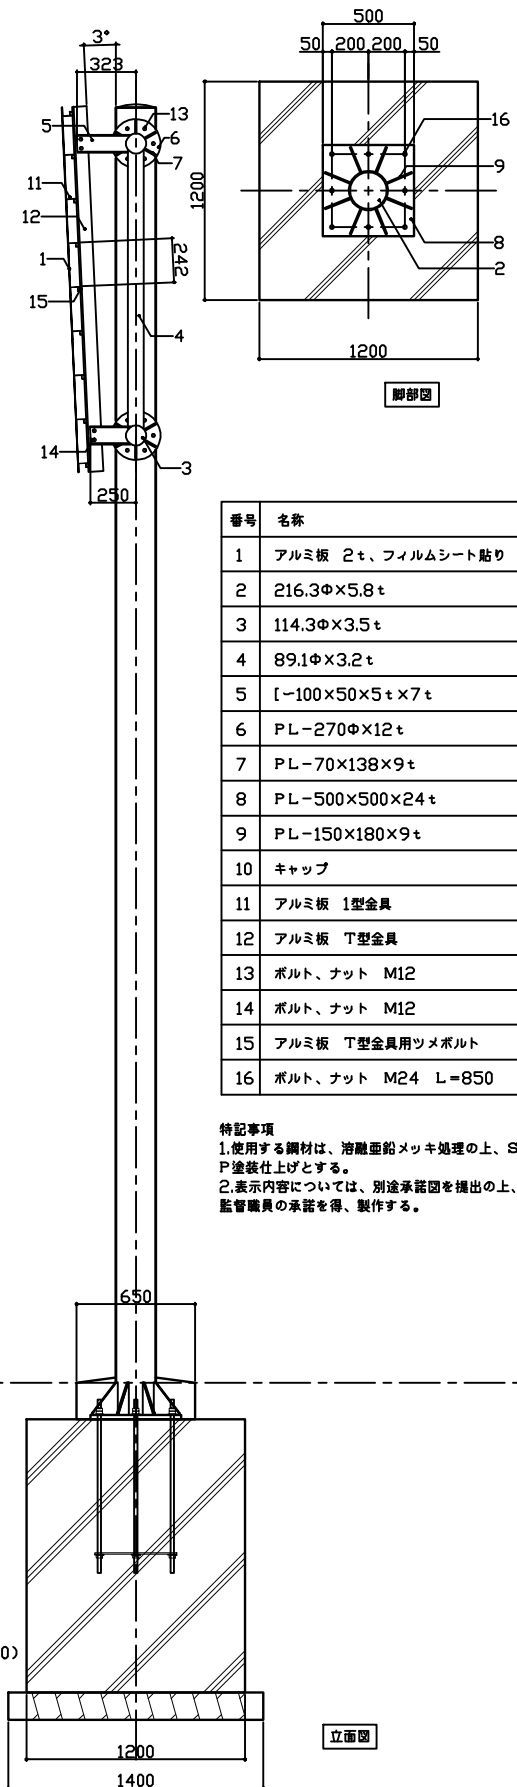 500
50 200 200 50
3°
323
13
5
6
7
16
9
11
12
1200
242
8
1
2
15
4
1200
脚部図
14
3
250
番号 名称
1 アルミ板 2t、フィルムシート貼り
2 216.3Φ×5.8t
3 114.3Φ×3.5t
4 89.1Φ×3.2t
5 [-100×50×5t×7t
6 PL-270Φ×12t
7 PL-70×138×9t
8 PL-500×500×24t
9 PL-150×180×9t
10 キャップ
11 アルミ板 1型金具
12 アルミ板 T型金具
13 ボルト、ナット M12
14 ボルト、ナット M12
15 アルミ板 T型金具用ツメボルト
16 ボルト、ナット M24 L=850
特記事項
1.使用する鋼材は、溶融亜鉛メッキ処理の上、S
P塗装仕上げとする。
2.表示内容については、別途承諾図を提出の上、
監督職員の承諾を得、製作する。
650
0)
立面図
1200
1400